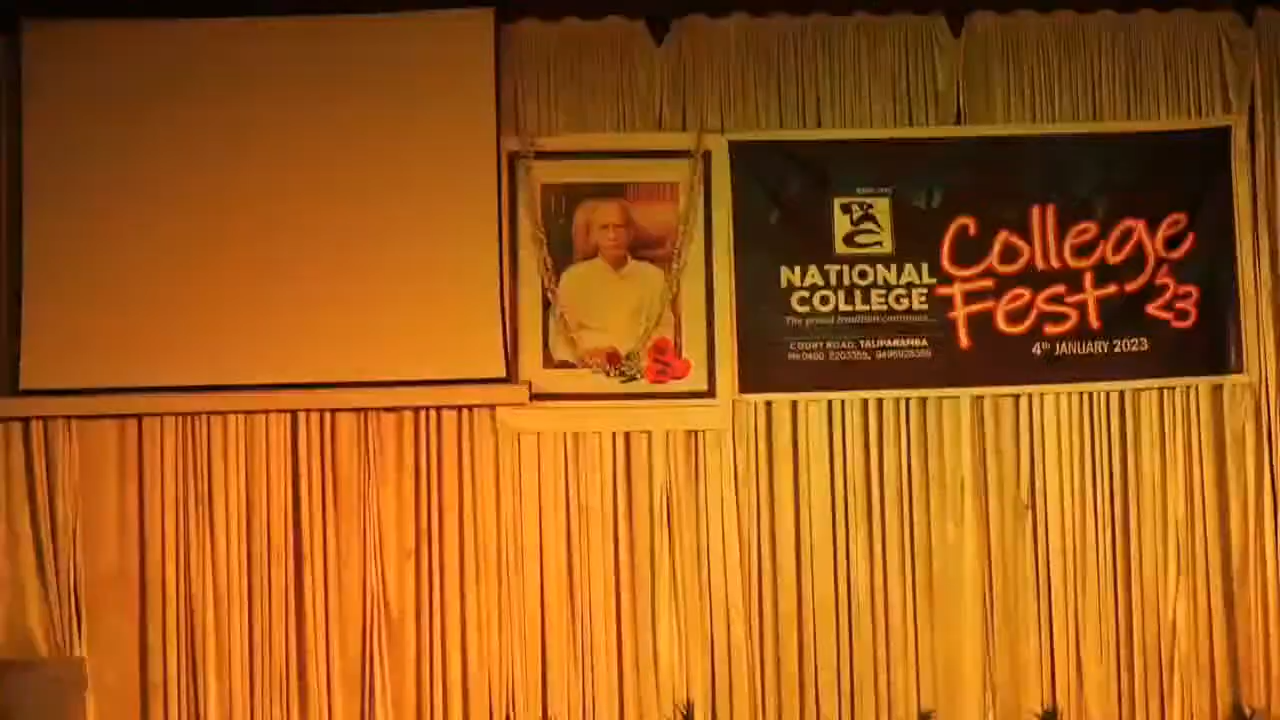 NATIONAL
COLLEGE
The proud tradition continues...
COURT ROAD, TALIPARAMBA
College
Fest '23
4th JANUARY 2023